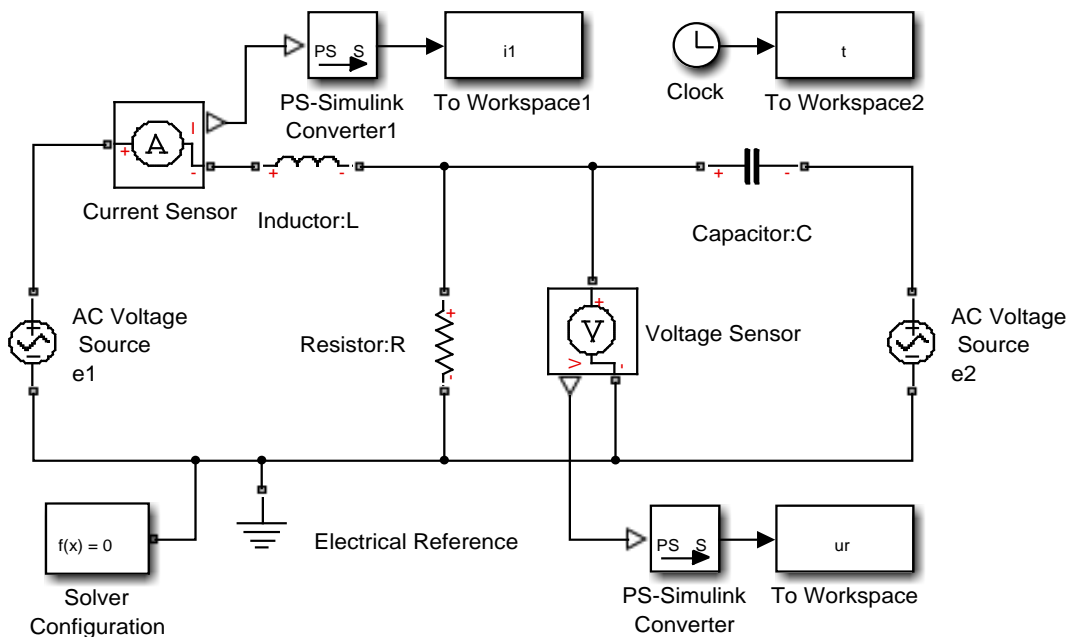 PS S
i1
t
PS-Simulink
Converter1
To Workspace1
Clock
To Workspace2
A
I
+
-
+
-
+
-
Current Sensor
Inductor:L
Capacitor:C
AC Voltage
Source
e1
Resistor:R
+
-
+
V
V
-
Voltage Sensor
AC Voltage
Source
e2
f(x) = 0
Electrical Reference
PS S
ur
Solver
Configuration
PS-Simulink
Converter
To Workspace